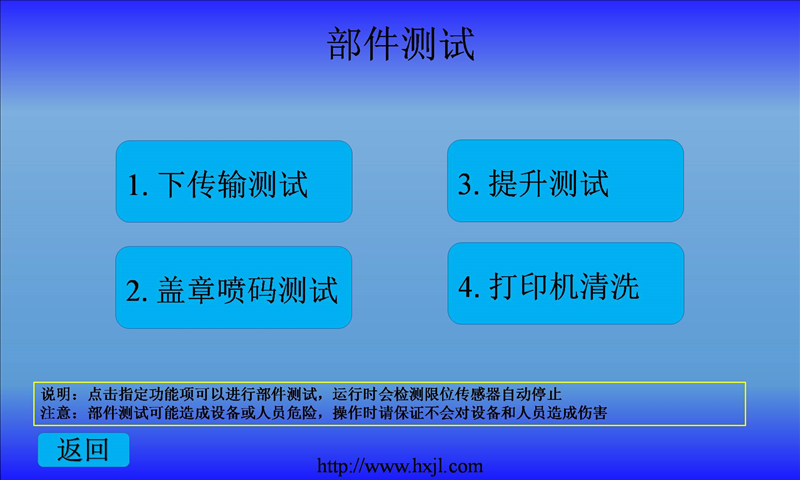 部件测试
1. 下传输测试
3. 提升测试
2. 盖章喷码测试
4. 打印机清洗
说明：点击指定功能项可以进行部件测试，运行时会检测限位传感器自动停止
注意：部件测试可能造成设备或人员危险，操作时请保证不会对设备和人员造成伤害
返回
http://www.hxjl.com